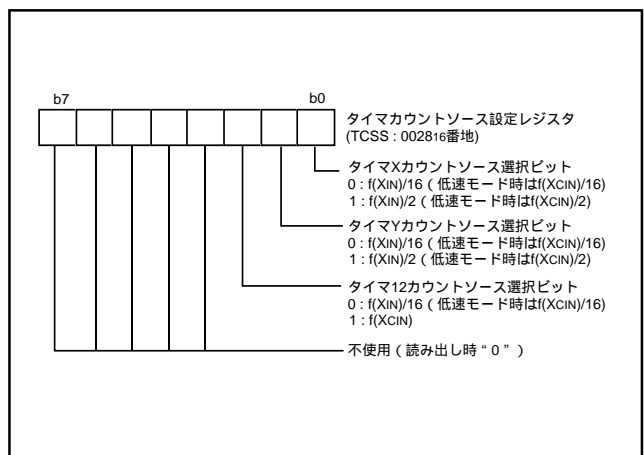 b7
b0
タイマカウントソース設定レジスタ
(TCSS : 002816番地)
タイマXカウントソース選択ビット
0 : f(XIN)/16 ( 低速モード時はf(XCIN)/16)
1 : f(XIN)/2 ( 低速モード時はf(XCIN)/2)
タイマYカウントソース選択ビット
0 : f(XIN)/16 ( 低速モード時はf(XCIN)/16)
1 : f(XIN)/2 ( 低速モード時はf(XCIN)/2)
タイマ12カウントソース選択ビット
0 : f(XIN)/16 ( 低速モード時はf(XCIN)/16)
1 : f(XCIN)
不使用 ( 読み出し時 “ 0 ” )